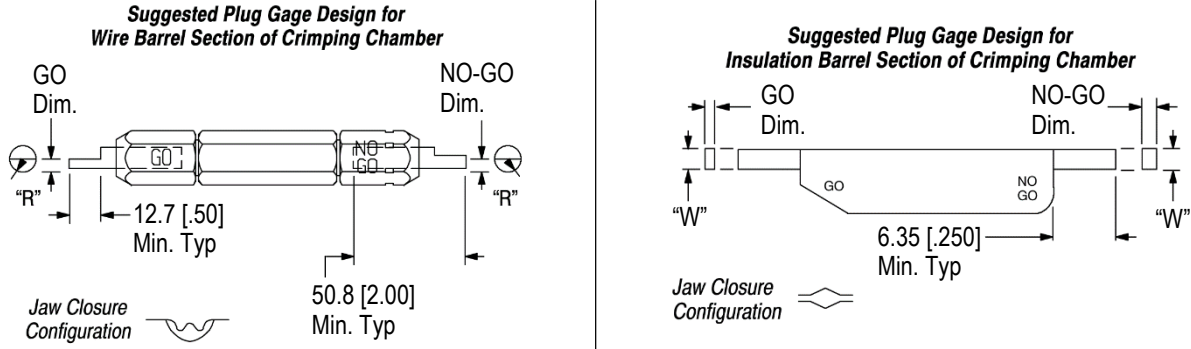 Suggested Plug Gage Design for
Wire Barrel Section of Crimping Chamber
GO
Dim.
NO-GO
Dim.
GO
NO
GO
"R"
"R"
12.7 [.50]
Min. Typ
50.8 [2.00]
Min. Typ
Jaw Closure
Configuration
Suggested Plug Gage Design for
Insulation Barrel Section of Crimping Chamber
GO
Dim.
NO-GO
Dim.
GO
NO
GO
"W"
"W"
6.35 [.250]
Min. Typ
Jaw Closure
Configuration